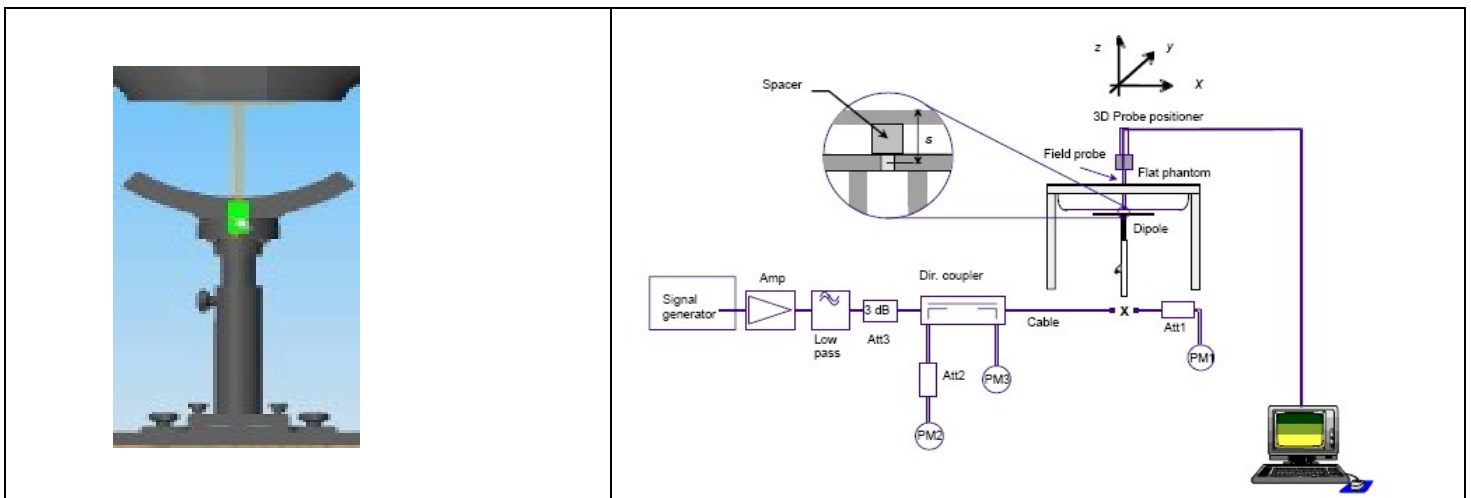 z
y
X
Spacer
s
3D Probe positioner
Field probe
Flat phantom
Dipole
Dir. coupler
Amp
Signal
generator
3 dB
Low
pass
Att3
Cable
X
Att1
PM1
Att2
PM3
PM2